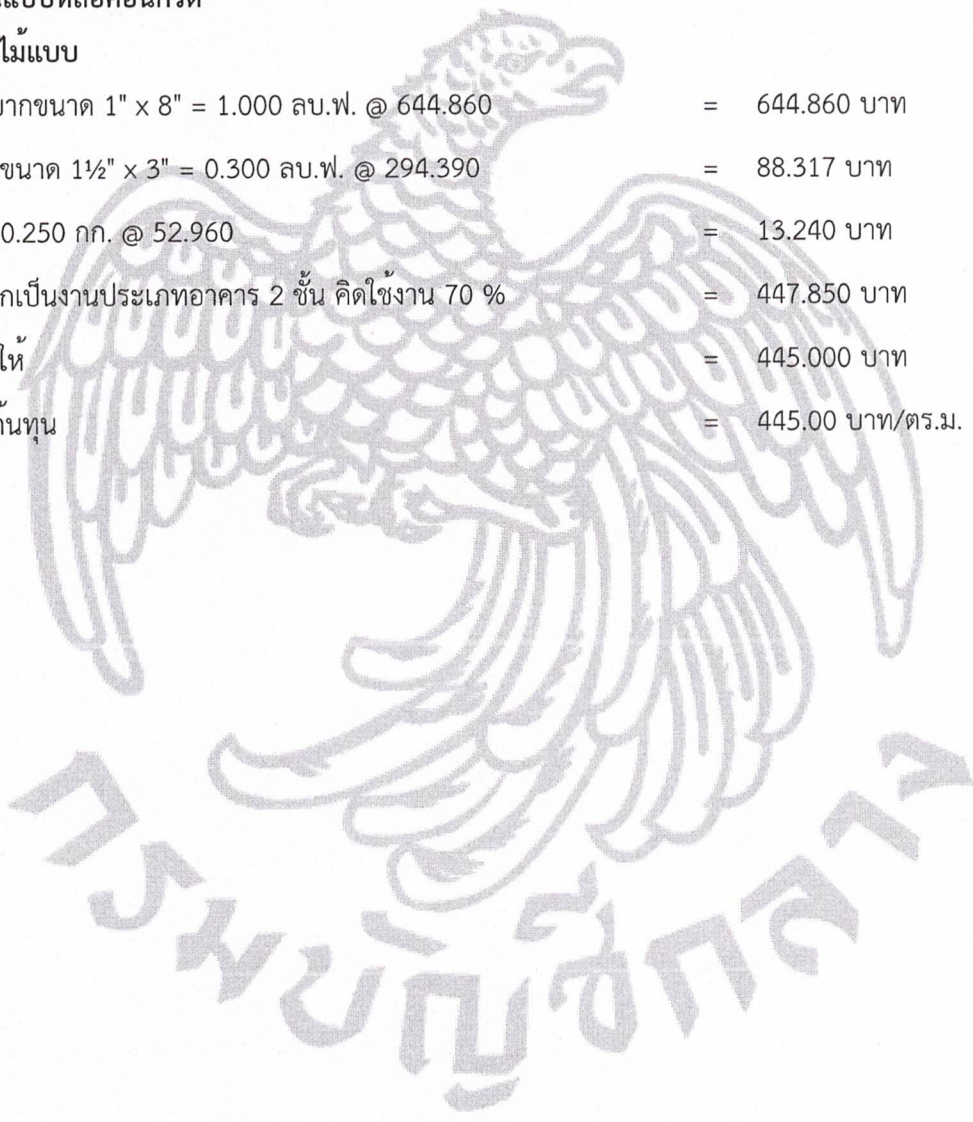 ไม้แบบ
ขนาด 1" x 8" = 1.000 ลบ.ฟ. @ 644.860 = 644.860 บาท
ขนาด 1½" x 3" = 0.300 ลบ.ฟ. @ 294.390 = 88.317 บาท
0.250 กก. @ 52.960 = 13.240 บาท
เป็นงานประเภทอาคาร 2 ชั้น คิดใช้งาน 70 % = 447.850 บาท
ให้ = 445.000 บาท
ต้นทุน = 445.00 บาท/ตร.ม.
กรมบัญชีกลาง